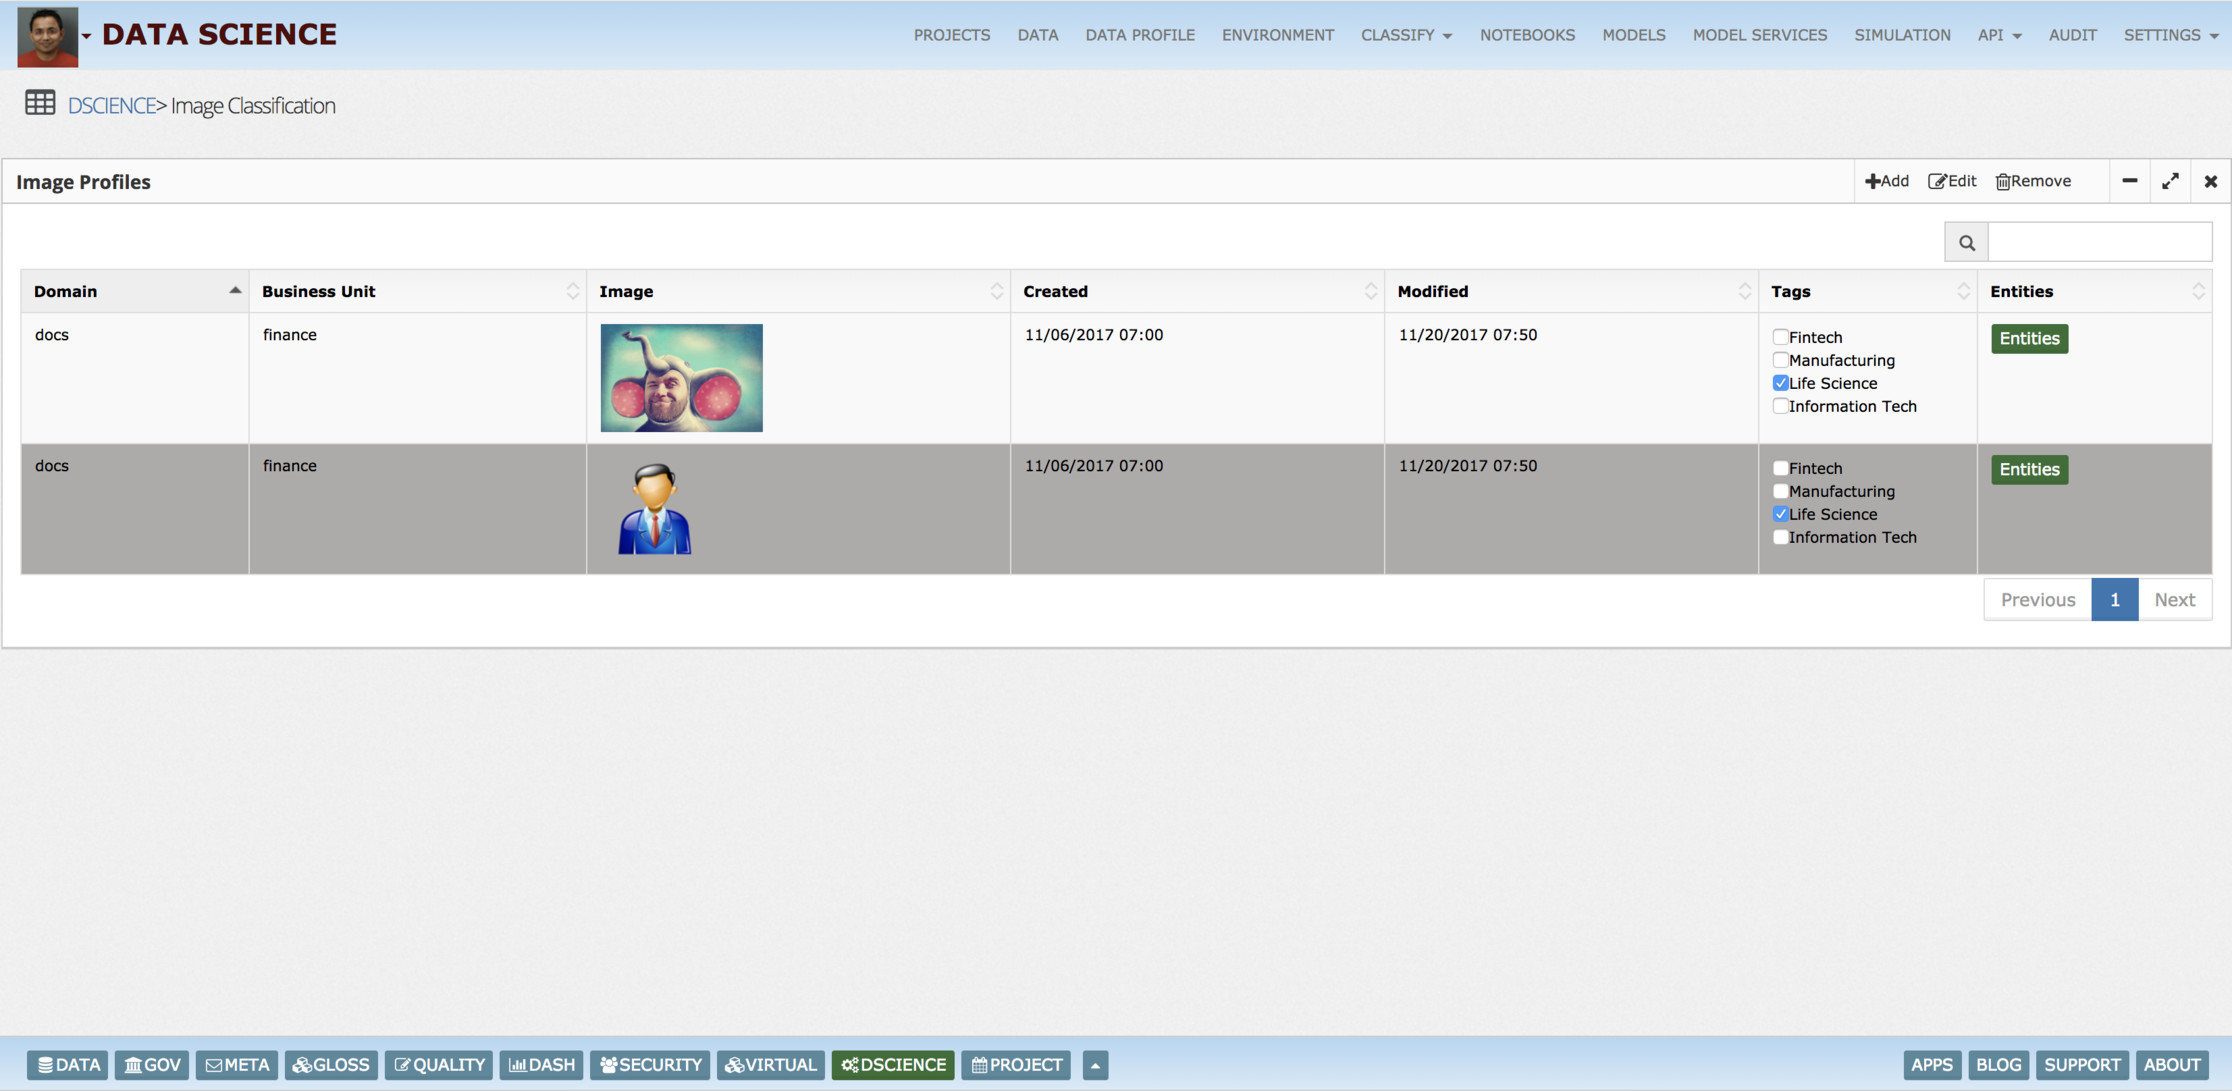 DATA SCIENCE
PROJECTS DATA DATA PROFILE ENVIRONMENT CLASSIFY NOTEBOOKS MODELS MODEL SERVICES SIMULATION API AUDIT SETTINGS
DSCIENCE> Image Classification
Image Profiles
Add Edit Remove
Domain Business Unit Image Created Modified Tags Entities
docs finance 11/06/2017 07:00 11/20/2017 07:50 Fintech Entities
Manufacturing
Life Science
Information Tech
docs finance 11/06/2017 07:00 11/20/2017 07:50 Fintech Entities
Manufacturing
Life Science
Information Tech
Previous 1 Next
DATA GOV META GLOSS QUALITY DASH SECURITY VIRTUAL DSCIENCE PROJECT APPS BLOG SUPPORT ABOUT